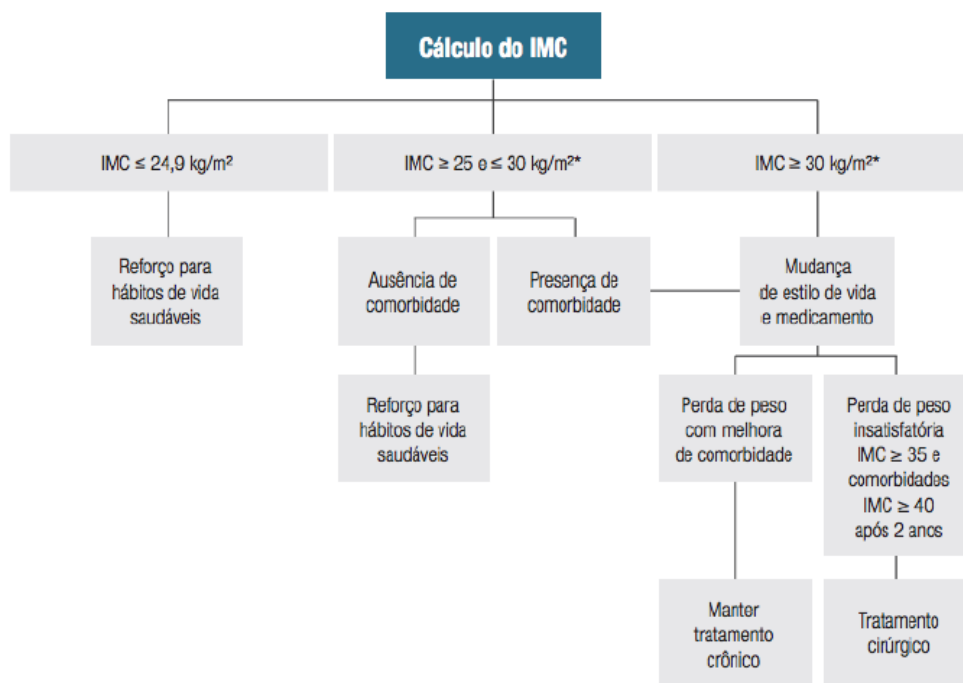 Cálculo do IMC
IMC ≤ 24,9 kg/m²
IMC ≥ 25 e ≤ 30 kg/m²*
IMC ≥ 30 kg/m²*
Reforço para
hábitos de vida
saudáveis
Ausência de
comorbidade
Presença de
comorbidade
Mudança
de estilo de vida
e medicamento
Reforço para
hábitos de vida
saudáveis
Perda de peso
com melhora
de comorbidade
Perda de peso
insatisfatória
IMC ≥ 35 e
comorbidades
IMC ≥ 40
após 2 anos
Manter
tratamento
crônico
Tratamento
cirúrgico